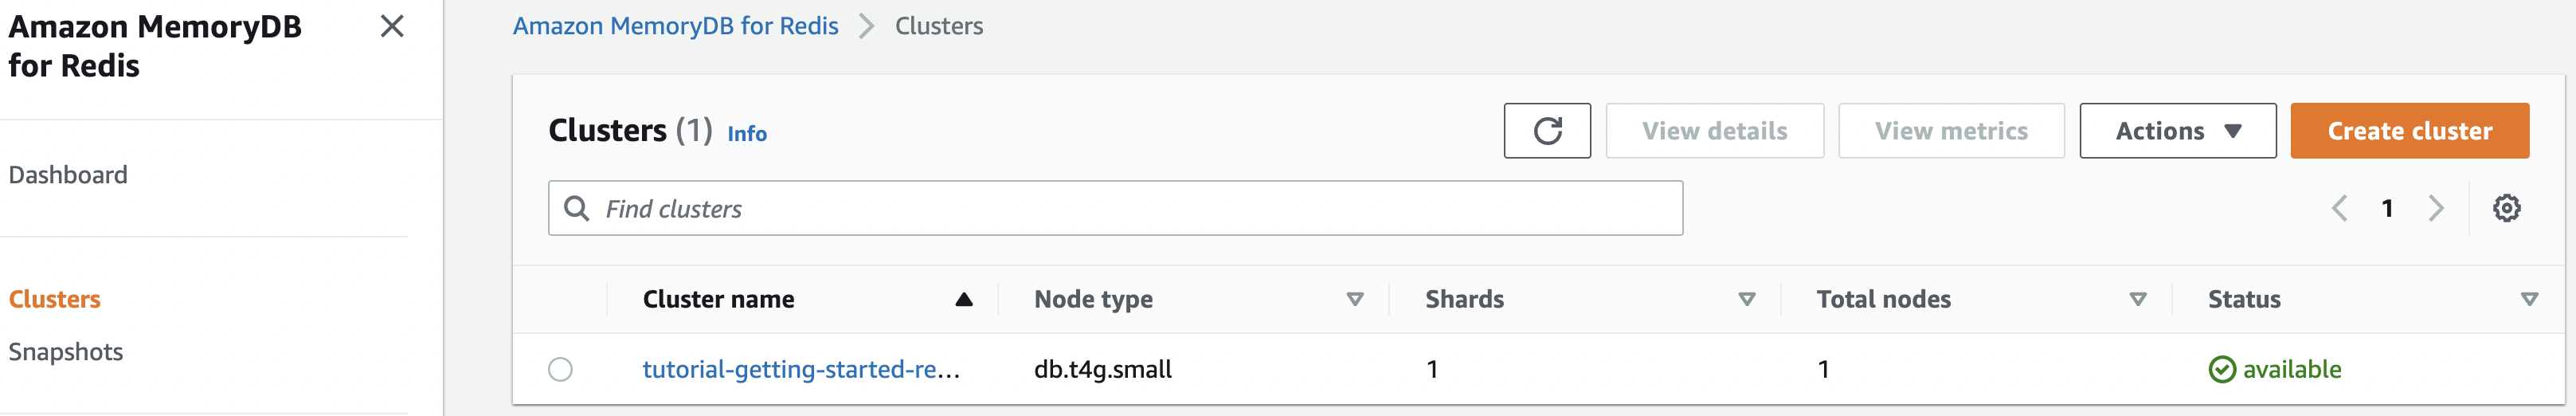 Amazon MemoryDB
for Redis
Dashboard
Clusters
Snapshots
Amazon MemoryDB for Redis > Clusters
Clusters (1) Info
View details
View metrics
Actions
Create cluster
Find clusters
1
Cluster name Node type Shards Total nodes Status
tutorial-getting-started-re... db.t4g.small 1 1 available